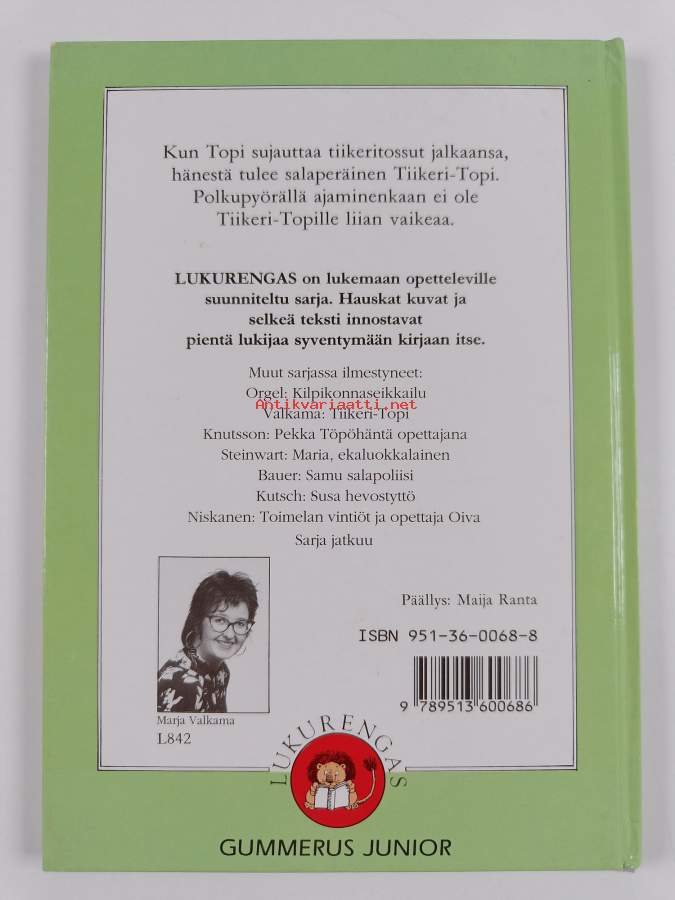 Kun Topi sujauttaa tiikeritossut jalkaansa,
hänestä tulee salaperäinen Tiikeri-Topi.
Polkupyörällä ajaminenkaan ei ole
Tiikeri-Topille liian vaikeaa.
LUKURENGAS on lukemaan opetteleville
suunniteltu sarja. Hauskat kuvat ja
selkeä teksti innostavat
pientä lukijaa syventymään kirjaan itse.
Muut sarjassa ilmestyneet:
Orgel: Kilpikonnaseikkailu
Antikvariaatti.net
Valkama: Tiikeri-Topi
Knutsson: Pekka Töpöhäntä opettajana
Steinwart: Maria, ekaluokkalainen
Bauer: Samu salapoliisi
Kutsch: Susa hevostyttö
Niskanen: Toimelan vintiöt ja opettaja Oiva
Sarja jatkuu
Päällys: Maija Ranta
ISBN 951-36-0068-8
9 789513 600686
Marja Valkama
L842
LUKURENGAS
GUMMERUS JUNIOR